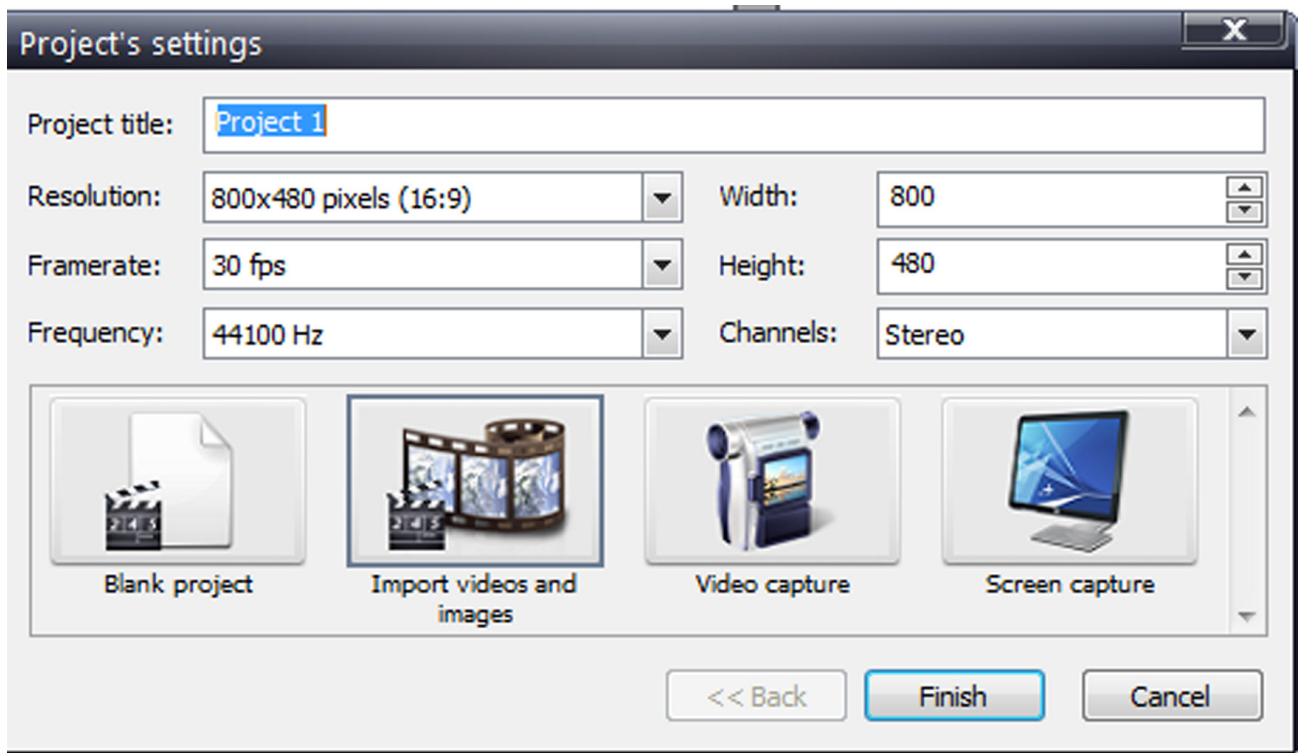 Project's settings
X
Project title: Project 1
Resolution: 800x480 pixels (16:9) Width: 800
Framerate: 30 fps Height: 480
Frequency: 44100 Hz Channels: Stereo
Blank project Import videos and images Video capture Screen capture
<< Back Finish Cancel